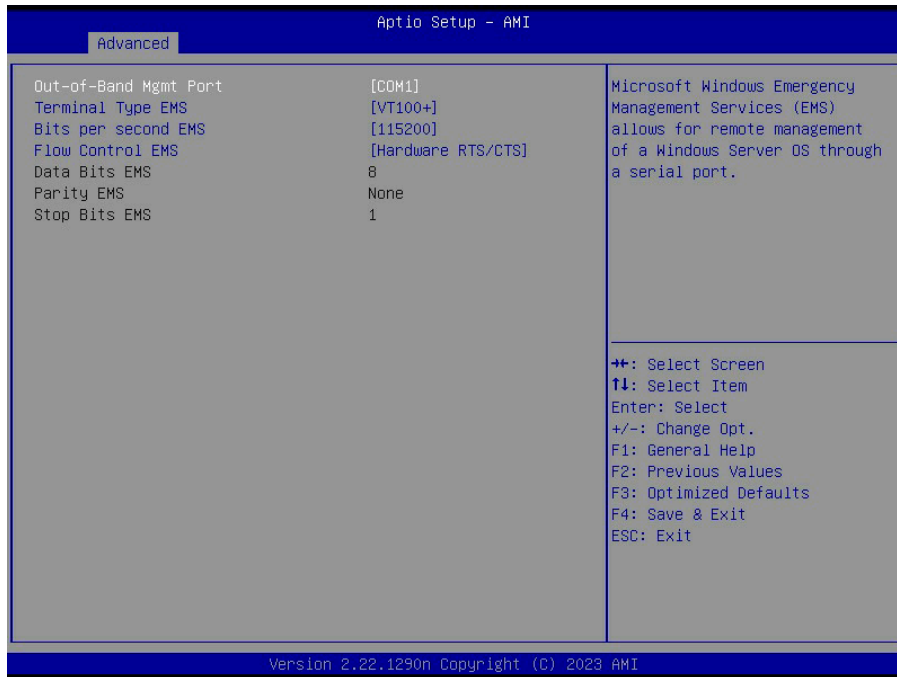 Aptio Setup – AMI
Advanced
Out-of-Band Mgmt Port [COM1]
Terminal Type EMS [VT100+]
Bits per second EMS [115200]
Flow Control EMS [Hardware RTS/CTS]
Data Bits EMS 8
Parity EMS None
Stop Bits EMS 1
Microsoft Windows Emergency
Management Services (EMS)
allows for remote management
of a Windows Server OS through
a serial port.
→←: Select Screen
↑↓: Select Item
Enter: Select
+/-: Change Opt.
F1: General Help
F2: Previous Values
F3: Optimized Defaults
F4: Save & Exit
ESC: Exit
Version 2.22.1290n Copyright (C) 2023 AMI